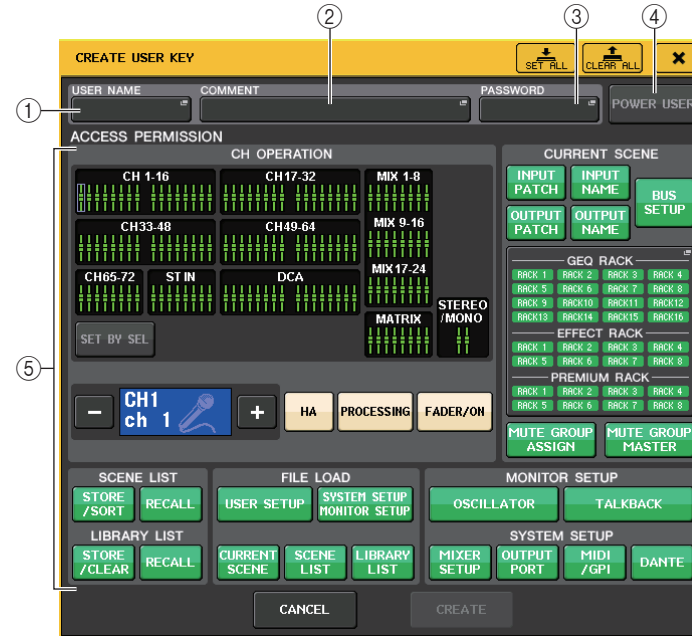 ② ③ ④
CREATE USER KEY SET ALL CLEAR ALL
USER NAME COMMENT PASSWORD
① POWER USER
ACCESS PERMISSION
CH OPERATION CURRENT SCENE
CH 1-16 CH17-32 MIX 1-8
INPUT PATCH INPUT NAME BUS SETUP
CH33-48 CH49-64 MIX 9-16
OUTPUT PATCH OUTPUT NAME
CH65-72 ST IN DCA MIX17-24
MATRIX STEREO /MONO
GEQ RACK
RACK 1 RACK 2 RACK 3 RACK 4
RACK 5 RACK 6 RACK 7 RACK 8
RACK 9 RACK10 RACK11 RACK12
RACK13 RACK14 RACK15 RACK16
SET BY SEL
EFFECT RACK
RACK 1 RACK 2 RACK 3 RACK 4
RACK 5 RACK 6 RACK 7 RACK 8
⑤
PREMIUM RACK
RACK 1 RACK 2 RACK 3 RACK 4
RACK 5 RACK 6 RACK 7 RACK 8
− CH1 ch 1 + HA PROCESSING FADER/ON
MUTE GROUP ASSIGN MUTE GROUP MASTER
SCENE LIST FILE LOAD MONITOR SETUP
STORE /SORT RECALL USER SETUP SYSTEM SETUP MONITOR SETUP OSCILLATOR TALKBACK
LIBRARY LIST SYSTEM SETUP
STORE /CLEAR RECALL CURRENT SCENE SCENE LIST LIBRARY LIST MIXER SETUP OUTPUT PORT MIDI /GPI DANTE
CANCEL CREATE